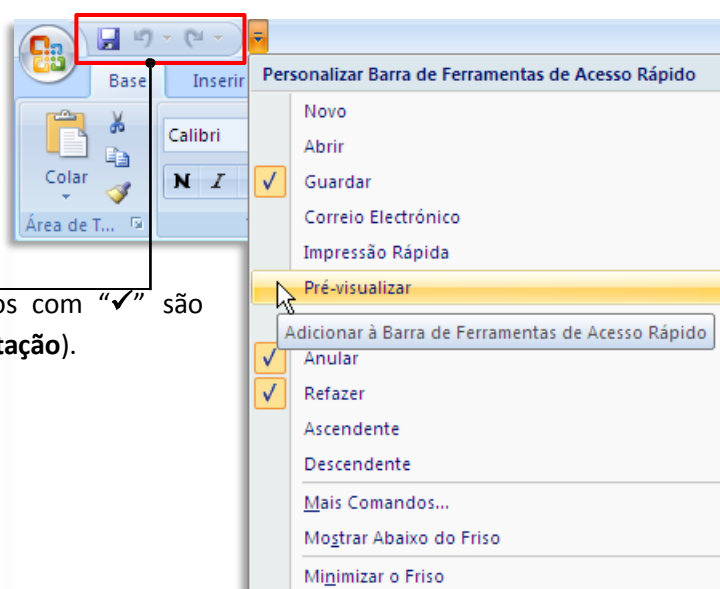 Base Inserir
Calibri
Colar
N I
Área de T...
os com “✓” são
tação).
Personalizar Barra de Ferramentas de Acesso Rápido
Novo
Abrir
Guardar
Correio Electrónico
Impressão Rápida
Pré-visualizar
Adicionar à Barra de Ferramentas de Acesso Rápido
Anular
Refazer
Ascendente
Descendente
Mais Comandos...
Mostrar Abaixo do Friso
Minimizar o Friso